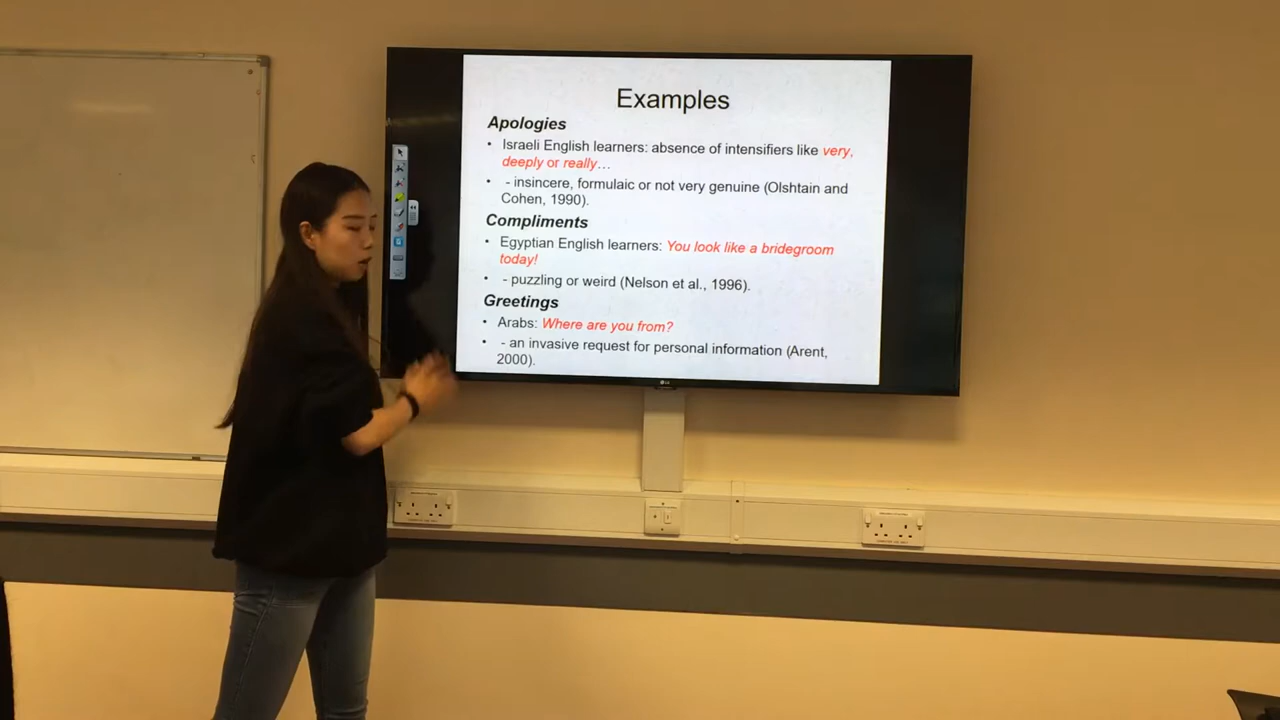 Examples
Apologies
• Israeli English learners: absence of intensifiers like very,
deeply or really…
• - insincere, formulaic or not very genuine (Olshtain and
Cohen, 1990).
Compliments
• Egyptian English learners: You look like a bridegroom
today!
• - puzzling or weird (Nelson et al., 1996).
Greetings
• Arabs: Where are you from?
• - an invasive request for personal information (Arent,
2000).
LG